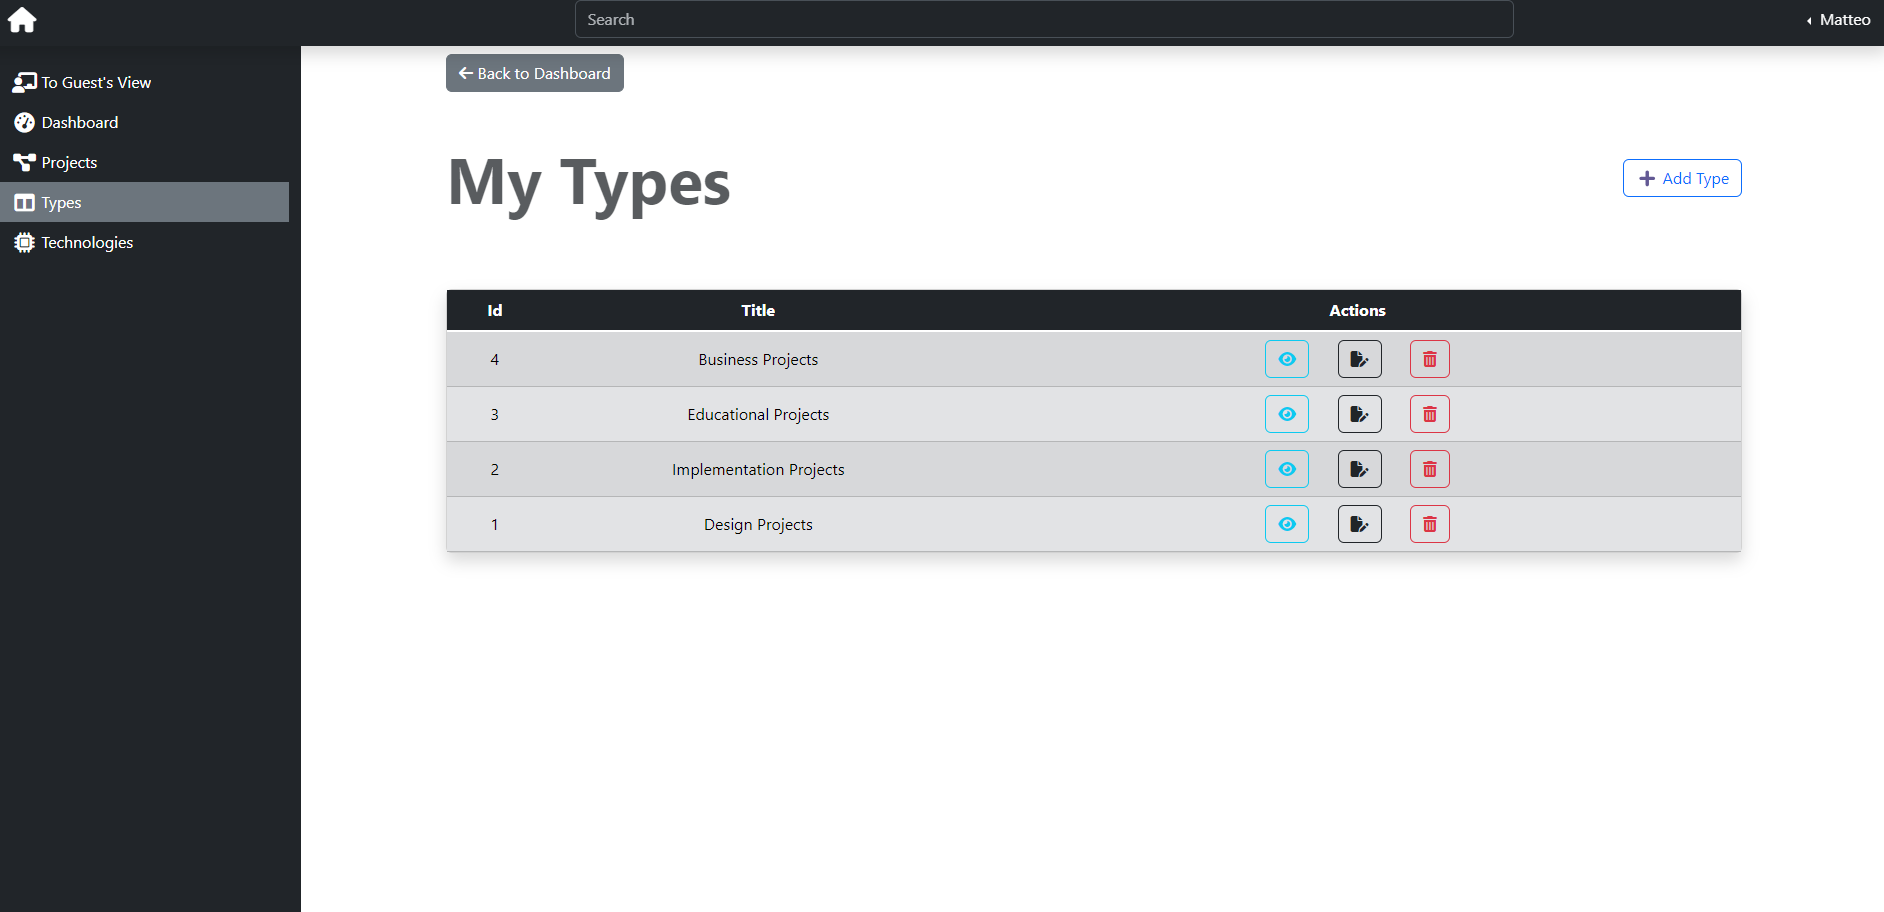 Search
Matteo
To Guest's View
Dashboard
Projects
Types
Technologies
Back to Dashboard
My Types
Add Type
Id Title Actions
4 Business Projects
3 Educational Projects
2 Implementation Projects
1 Design Projects